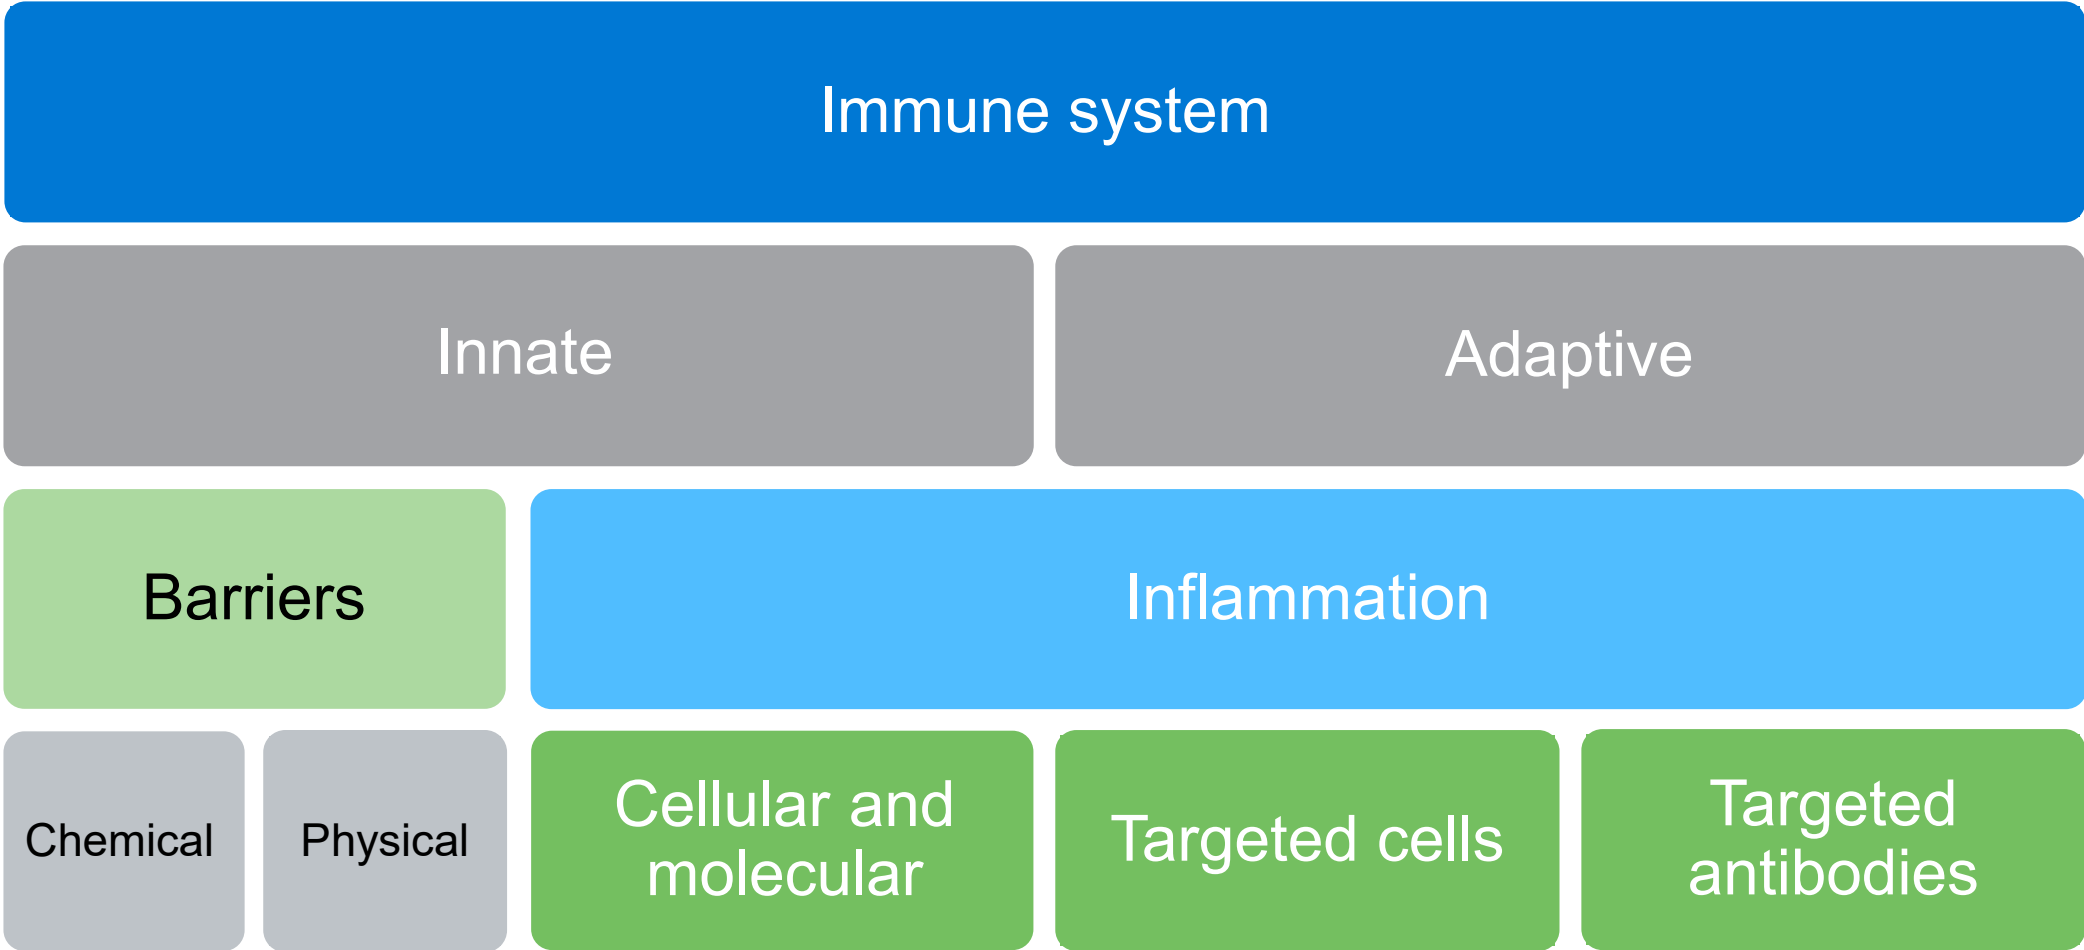 Immune system
Innate
Adaptive
Barriers
Inflammation
Chemical
Physical
Cellular and
molecular
Targeted cells
Targeted
antibodies